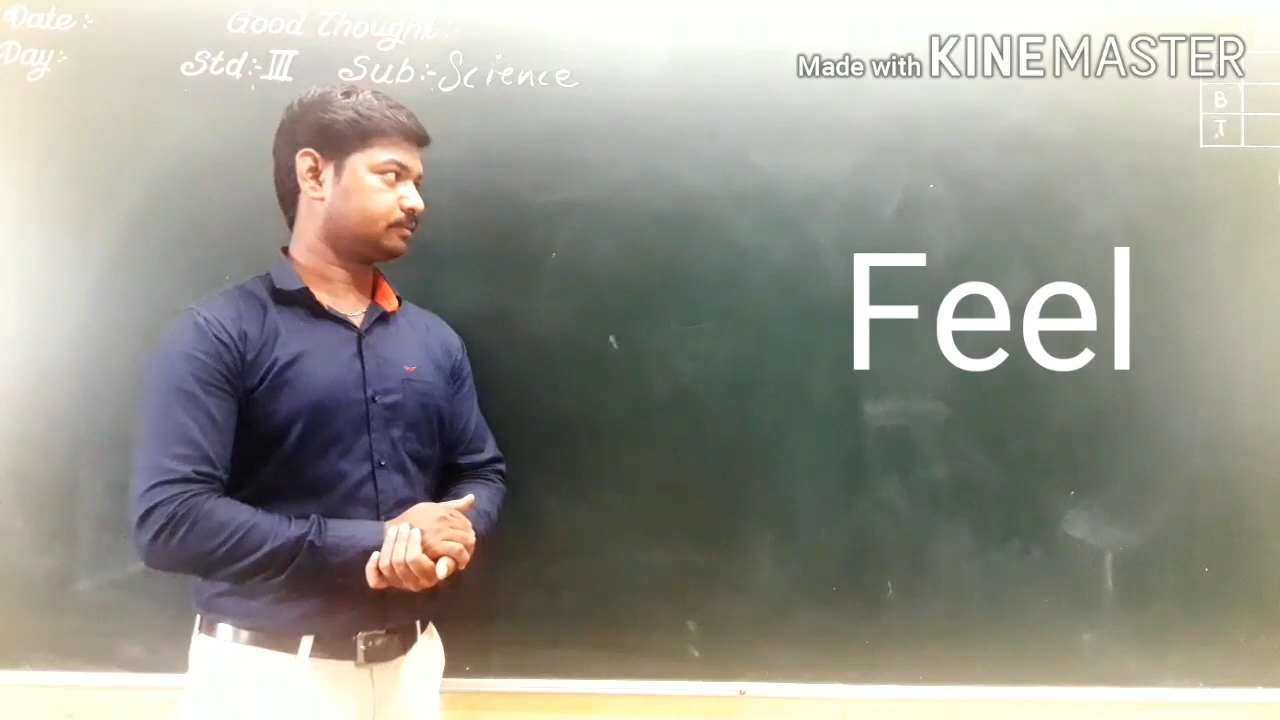 Date:-
Good Thought:-
Day:-
Std:-III Sub:-Science
Made with KINEMASTER
B
T
Feel